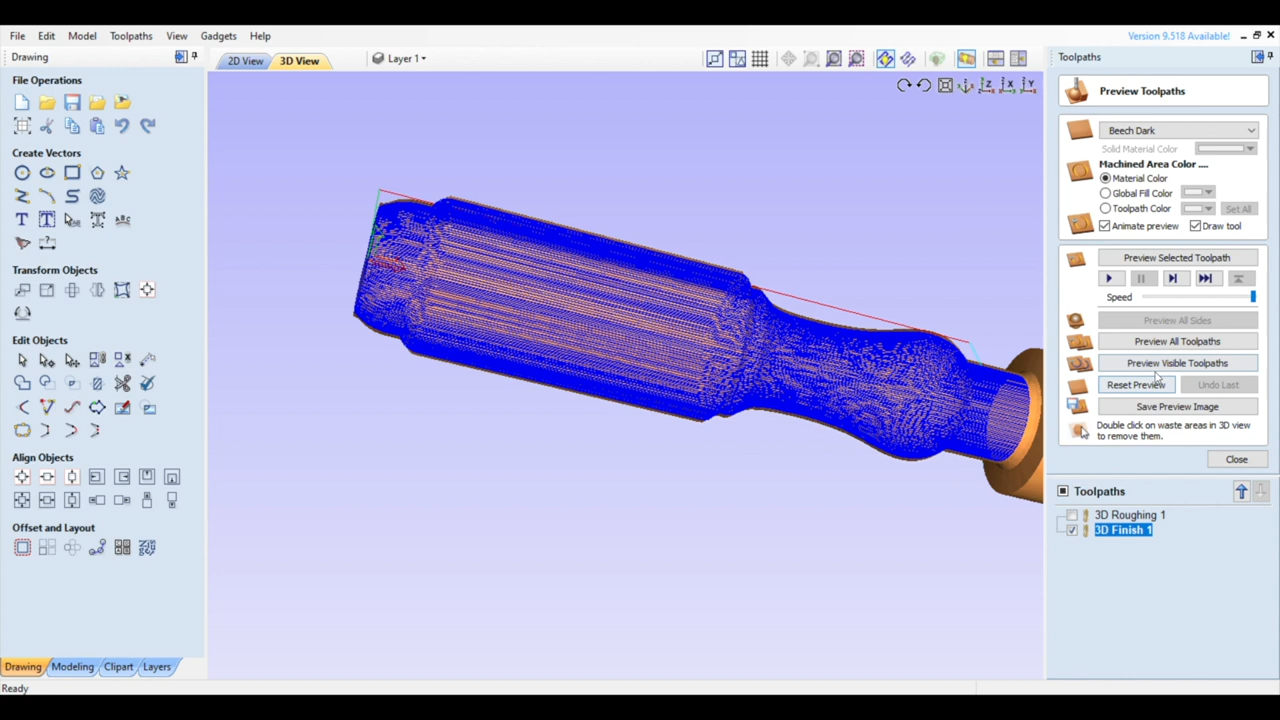 File Edit Model Toolpaths View Gadgets Help
Version 9.518 Available!
Drawing
2D View 3D View Layer 1
Toolpaths
File Operations
Create Vectors
Transform Objects
Edit Objects
Align Objects
Offset and Layout
Drawing Modeling Clipart Layers
Ready
Z X Y
Preview Toolpaths
Beech Dark
Solid Material Color
Machined Area Color ....
Material Color
Global Fill Color
Toolpath Color Set All
Animate preview Draw tool
Preview Selected Toolpath
Speed
Preview All Sides
Preview All Toolpaths
Preview Visible Toolpaths
Reset Preview Undo Last
Save Preview Image
Double click on waste areas in 3D view
to remove them.
Close
Toolpaths
3D Roughing 1
3D Finish 1